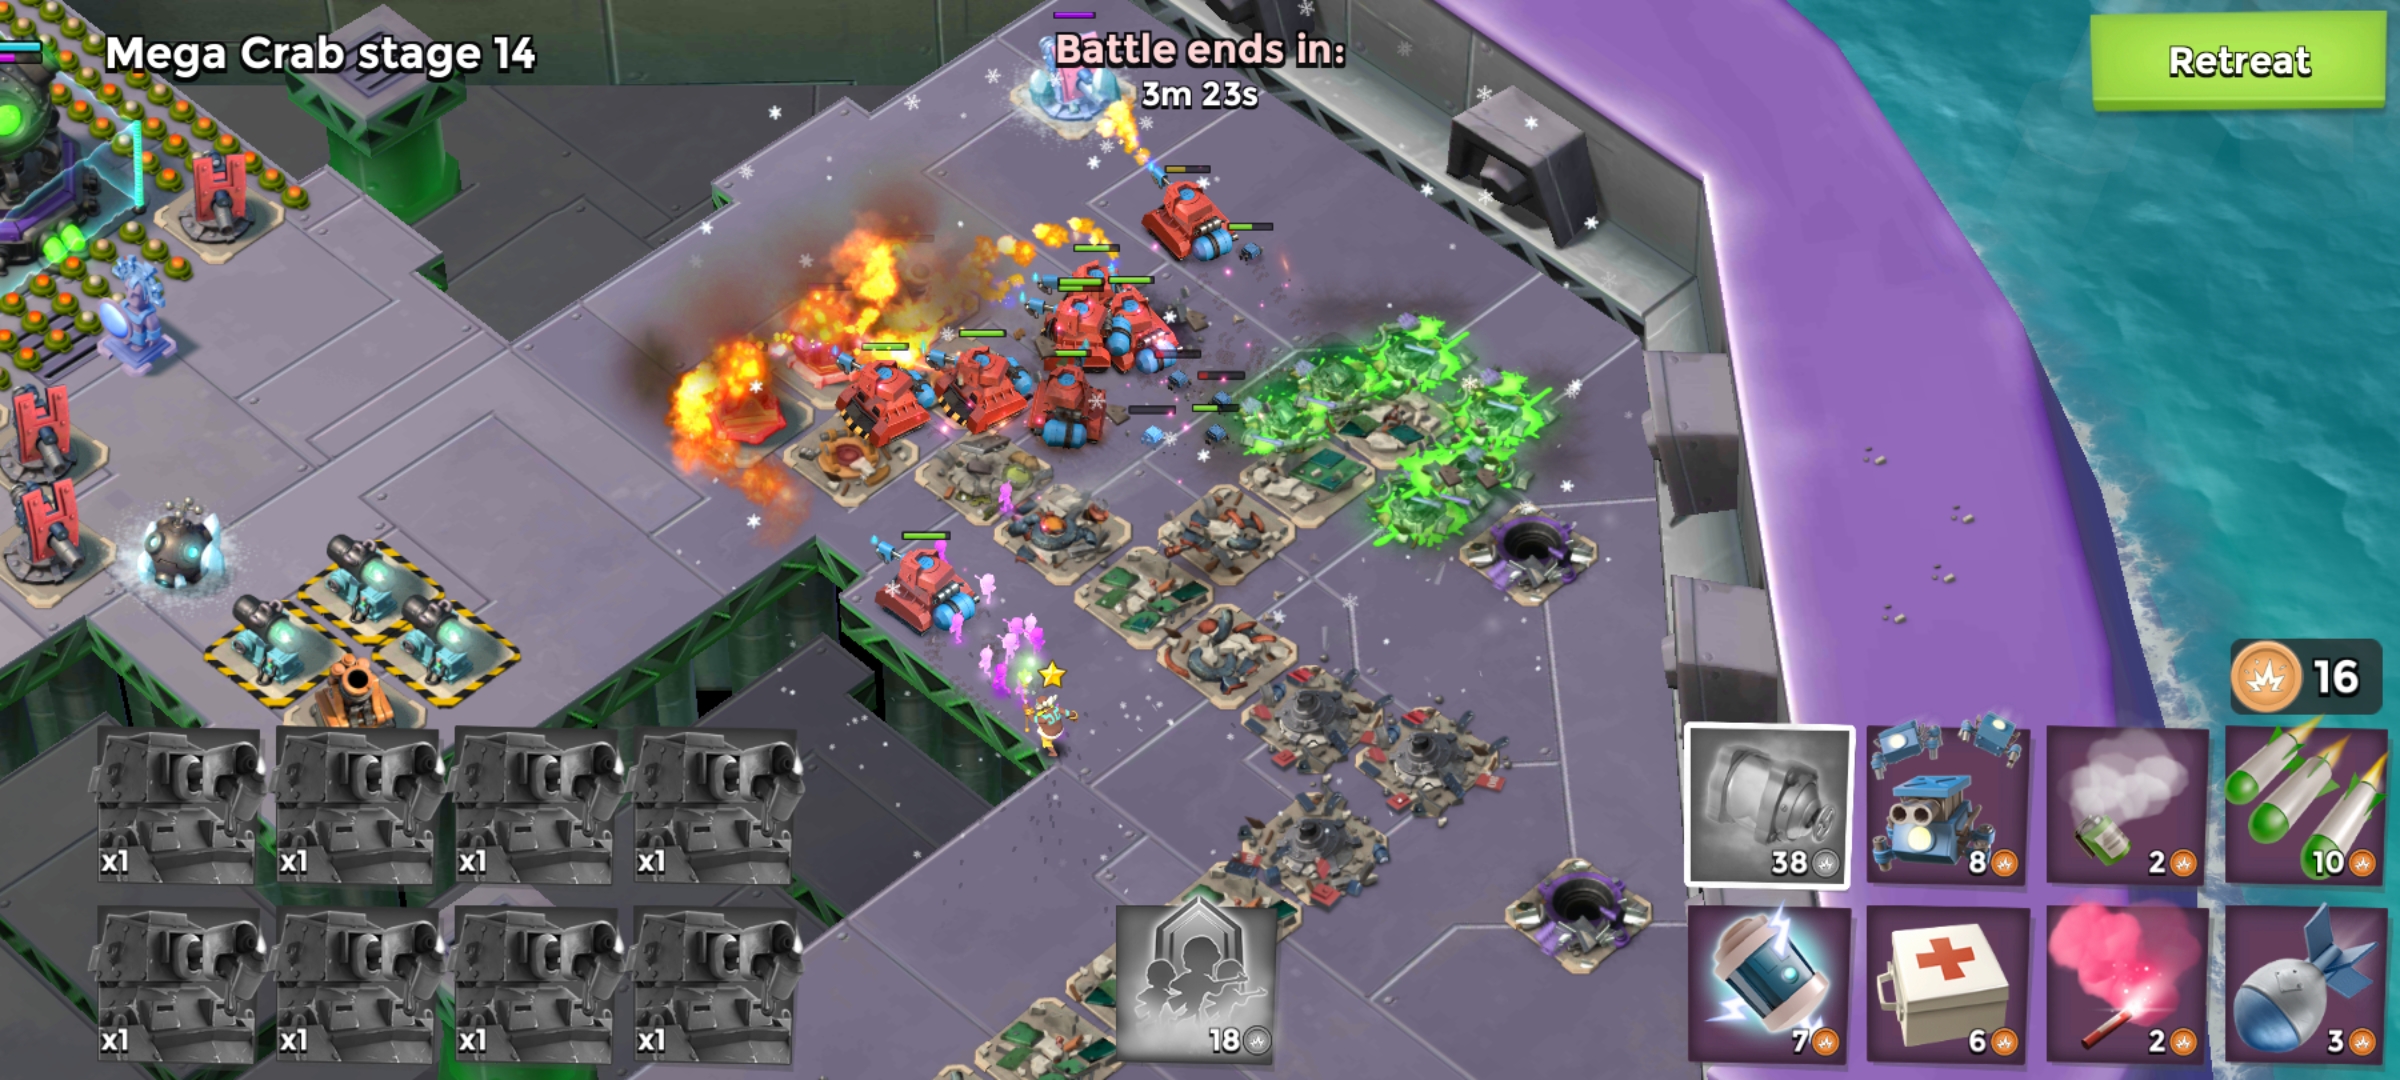 Mega Crab stage 14
Battle ends in:
3m 23s
Retreat
16
38
8
2
10
x1
x1
x1
x1
x1
x1
x1
x1
18
7
6
2
3